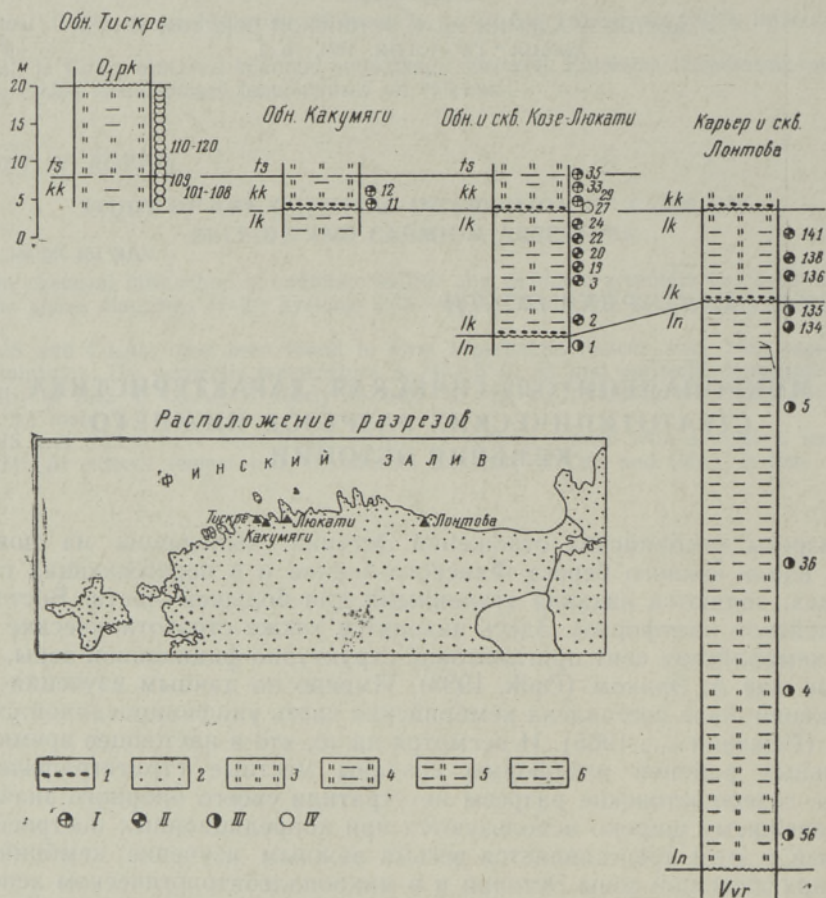 Обн. Тискре
О₁ pk
м
20
15
10
5
0
ts
kk
110-120
109
101-108
Обн. Какумяги
ts
kk
lk
12
11
Обн. и скв. Козе-Люкати
ts
kk
lk
lk
ln
35
33
29
27
24
22
20
19
3
2
1
Карьер и скв.
Лонтова
kk
lk
lk
ln
141
138
136
135
134
5
36
4
56
ln
Vvr
Расположение разрезов
ФИНСКИЙ ЗАЛИВ
Тискре
Люкати
Какумяги
Лонтова
1 2 3 4 5 6
I II III IV